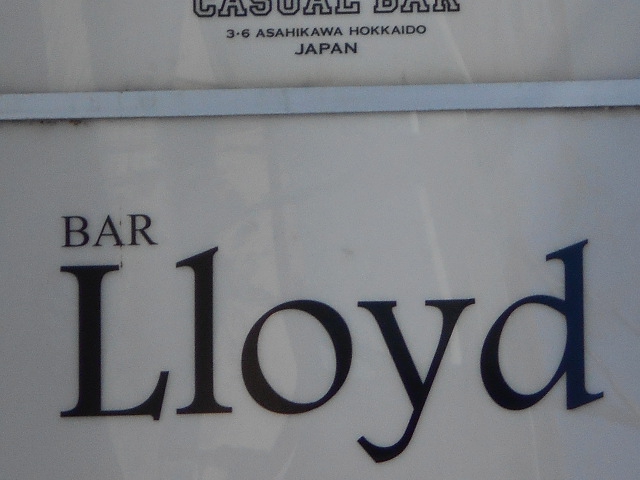 CASUAL BAR
3·6 ASAHIKAWA HOKKAIDO
JAPAN
BAR
Lloyd